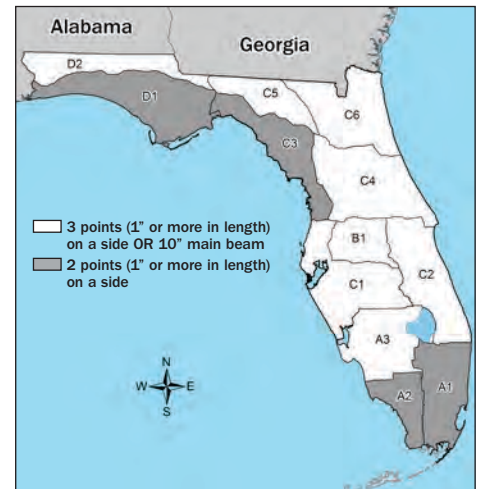 Alabama
Georgia
D2
D1
C5
C6
C3
C4
3 points (1” or more in length)
on a side OR 10” main beam
2 points (1” or more in length)
on a side
B1
C2
C1
A3
N
W E
S
A2
A1